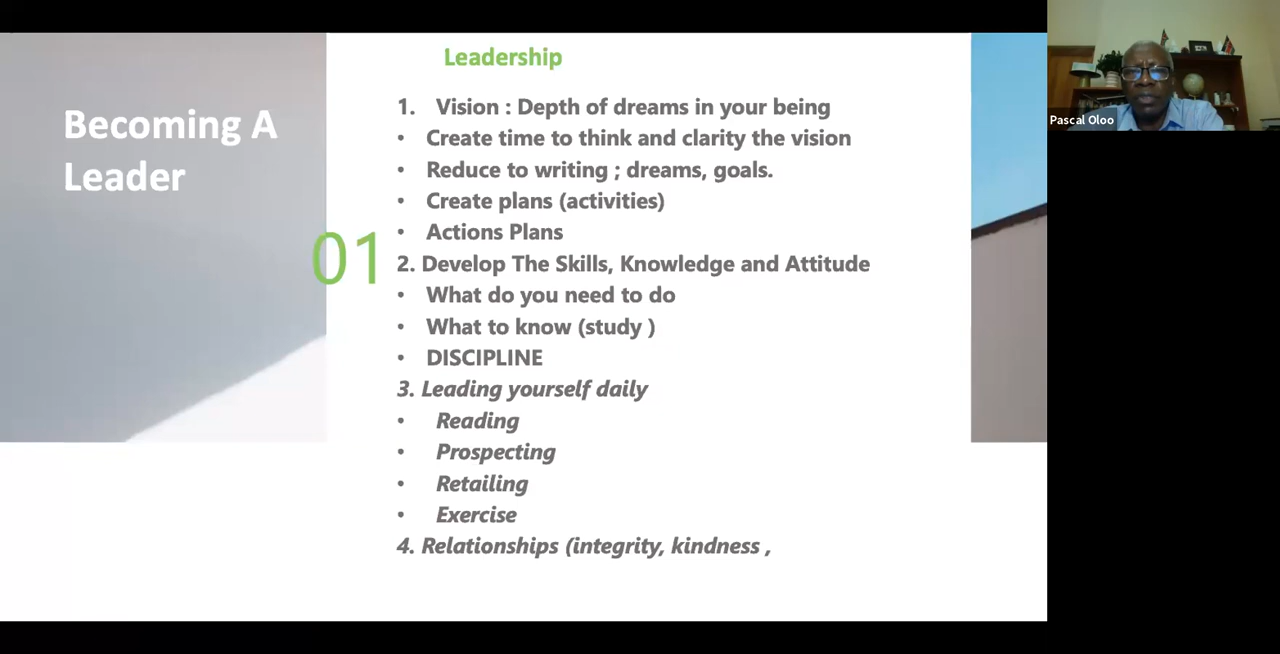 Becoming A
Leader
01
Leadership
1. Vision : Depth of dreams in your being
• Create time to think and clarity the vision
• Reduce to writing ; dreams, goals.
• Create plans (activities)
• Actions Plans
2. Develop The Skills, Knowledge and Attitude
• What do you need to do
• What to know (study )
• DISCIPLINE
3. Leading yourself daily
• Reading
• Prospecting
• Retailing
• Exercise
4. Relationships (integrity, kindness ,
Pascal Oloo